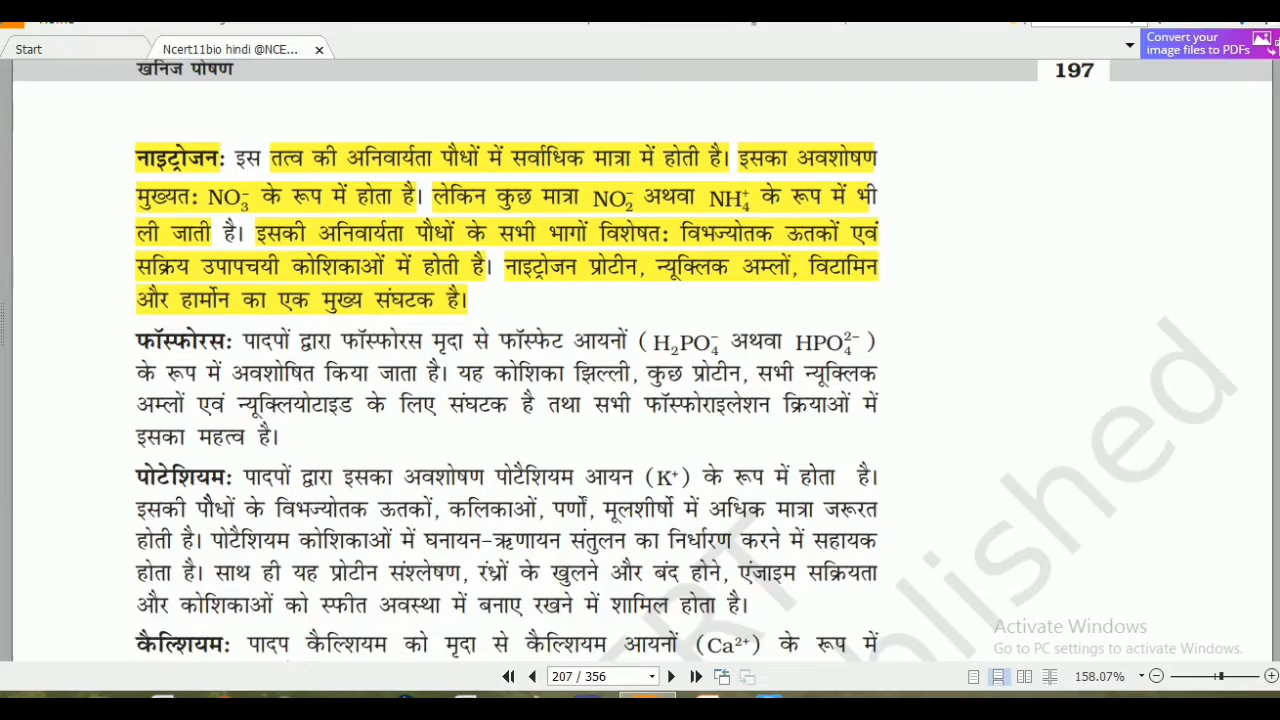 Convert your
Start
Ncert11bio hindi @NCE...
image files to PDFs
खनिज पोषण
197
नाइट्रोजन: इस तत्व की अनिवार्यता पौधों में सर्वाधिक मात्रा में होती है। इसका अवशोषण
मुख्यत: NO₃⁻ के रूप में होता है। लेकिन कुछ मात्रा NO₂⁻ अथवा NH₄⁺ के रूप में भी
ली जाती है। इसकी अनिवार्यता पौधों के सभी भागों विशेषत: विभज्योतक ऊतकों एवं
सक्रिय उपापचयी कोशिकाओं में होती है। नाइट्रोजन प्रोटीन, न्यूक्लिक अम्लों, विटामिन
और हार्मोन का एक मुख्य संघटक है।
फॉस्फोरस: पादपों द्वारा फॉस्फोरस मृदा से फॉस्फेट आयनों (H₂PO₄⁻ अथवा HPO₄²⁻)
के रूप में अवशोषित किया जाता है। यह कोशिका झिल्ली, कुछ प्रोटीन, सभी न्यूक्लिक
अम्लों एवं न्यूक्लियोटाइड के लिए संघटक है तथा सभी फॉस्फोराइलेशन क्रियाओं में
इसका महत्व है।
पोटेशियम: पादपों द्वारा इसका अवशोषण पोटैशियम आयन (K⁺) के रूप में होता है।
इसकी पौधों के विभज्योतक ऊतकों, कलिकाओं, पर्णों, मूलशीर्षो में अधिक मात्रा जरूरत
होती है। पोटैशियम कोशिकाओं में घनायन-ऋणायन संतुलन का निर्धारण करने में सहायक
होता है। साथ ही यह प्रोटीन संश्लेषण, रंध्रों के खुलने और बंद होने, एंजाइम सक्रियता
और कोशिकाओं को स्फीत अवस्था में बनाए रखने में शामिल होता है।
कैल्शियम: पादप कैल्शियम को मृदा से कैल्शियम आयनों (Ca²⁺) के रूप में
Activate Windows
Go to PC settings to activate Windows.
207 / 356
158.07%